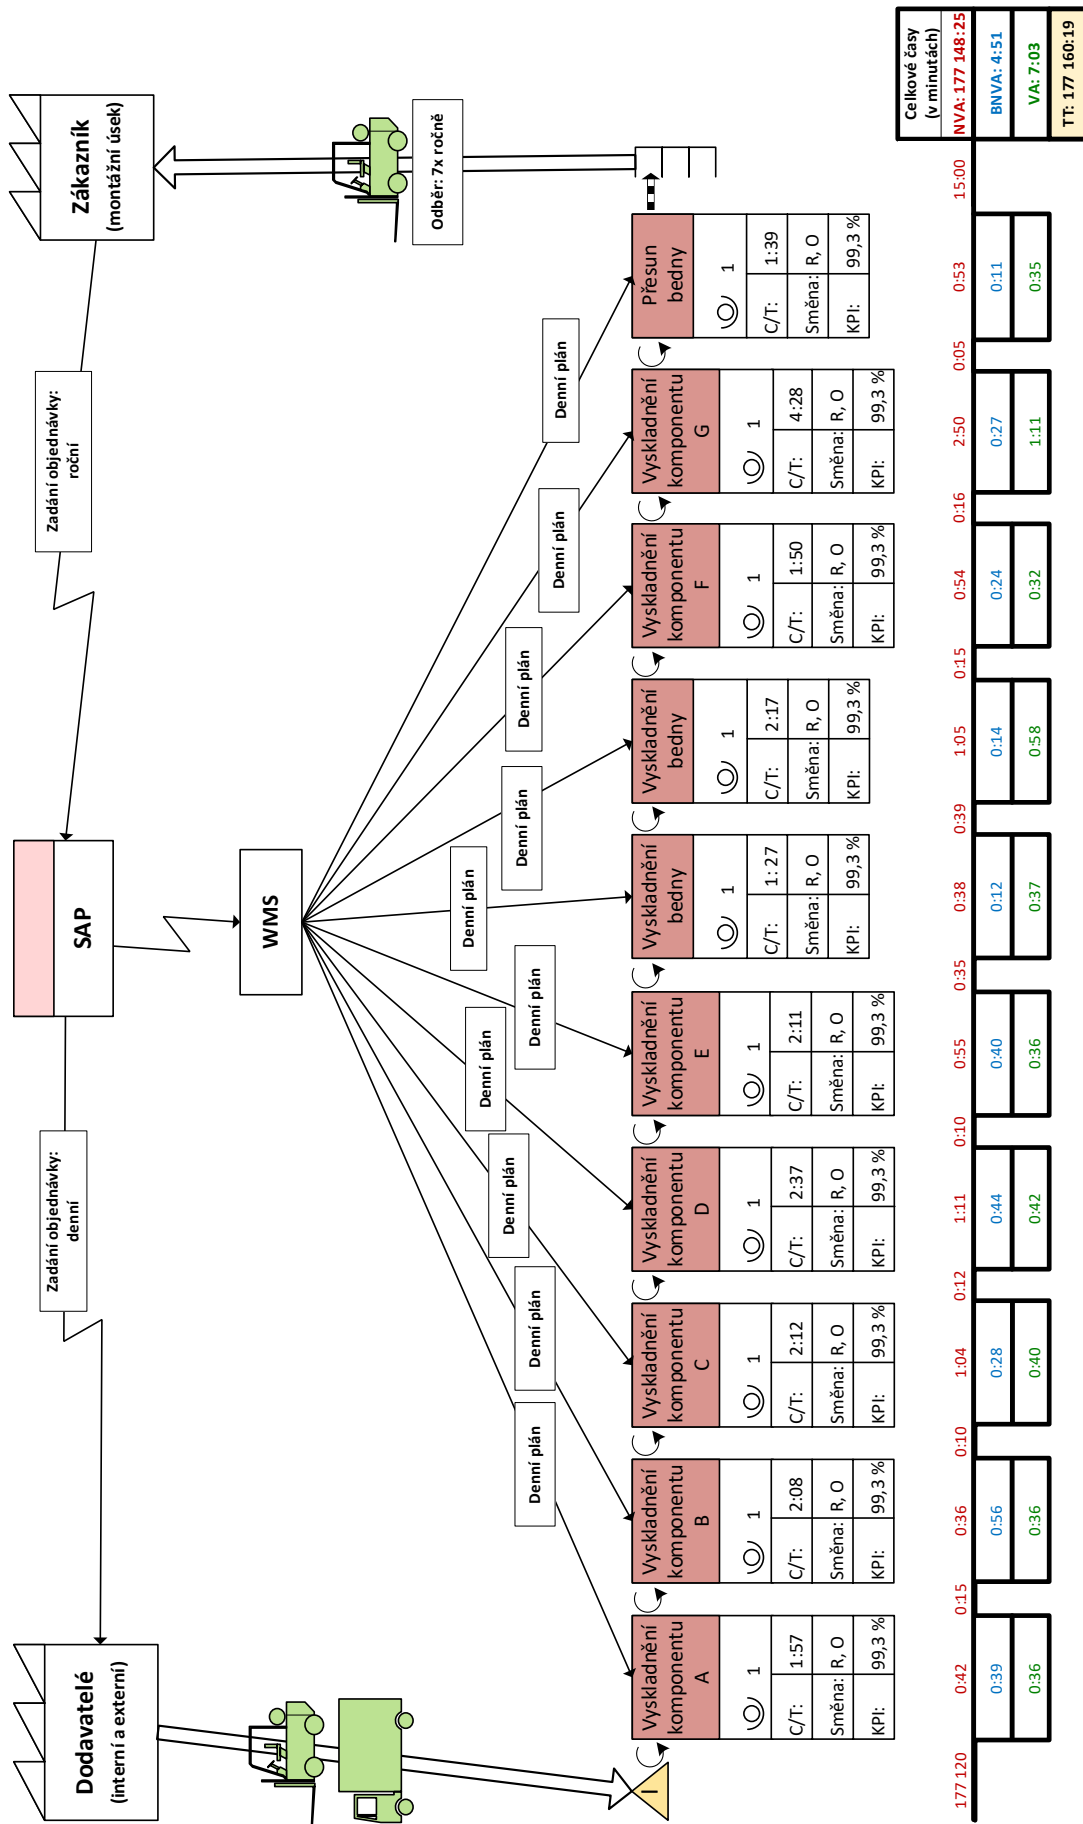 Dodavatelé
(interní a externí)
Zadání objednávky:
denní
SAP
Zadání objednávky:
roční
Zákazník
(montážní úsek)
WMS
Odběr: 7x ročně
Denní plán
Denní plán
Denní plán
Denní plán
Denní plán
Denní plán
Denní plán
Denní plán
Denní plán
Denní plán
I
Vyskladnění
komponentu
A
1
C/T: 1:57
Směna: R, O
KPI: 99,3 %
Vyskladnění
komponentu
B
1
C/T: 2:08
Směna: R, O
KPI: 99,3 %
Vyskladnění
komponentu
C
1
C/T: 2:12
Směna: R, O
KPI: 99,3 %
Vyskladnění
komponentu
D
1
C/T: 2:37
Směna: R, O
KPI: 99,3 %
Vyskladnění
komponentu
E
1
C/T: 2:11
Směna: R, O
KPI: 99,3 %
Vyskladnění
bedny
1
C/T: 1: 27
Směna: R, O
KPI: 99,3 %
Vyskladnění
bedny
1
C/T: 2:17
Směna: R, O
KPI: 99,3 %
Vyskladnění
komponentu
F
1
C/T: 1:50
Směna: R, O
KPI: 99,3 %
Vyskladnění
komponentu
G
1
C/T: 4:28
Směna: R, O
KPI: 99,3 %
Přesun
bedny
1
C/T: 1:39
Směna: R, O
KPI: 99,3 %
177 120 0:42 0:15 0:36 0:10 1:04 0:12 1:11 0:10 0:55 0:35 0:38 0:39 1:05 0:15 0:54 0:16 2:50 0:05 0:53 15:00
0:39 0:56 0:28 0:44 0:40 0:12 0:14 0:24 0:27 0:11
0:36 0:36 0:40 0:42 0:36 0:37 0:58 0:32 1:11 0:35
Celkové časy
(v minutách)
NVA: 177 148:25
BNVA: 4:51
VA: 7:03
TT: 177 160:19